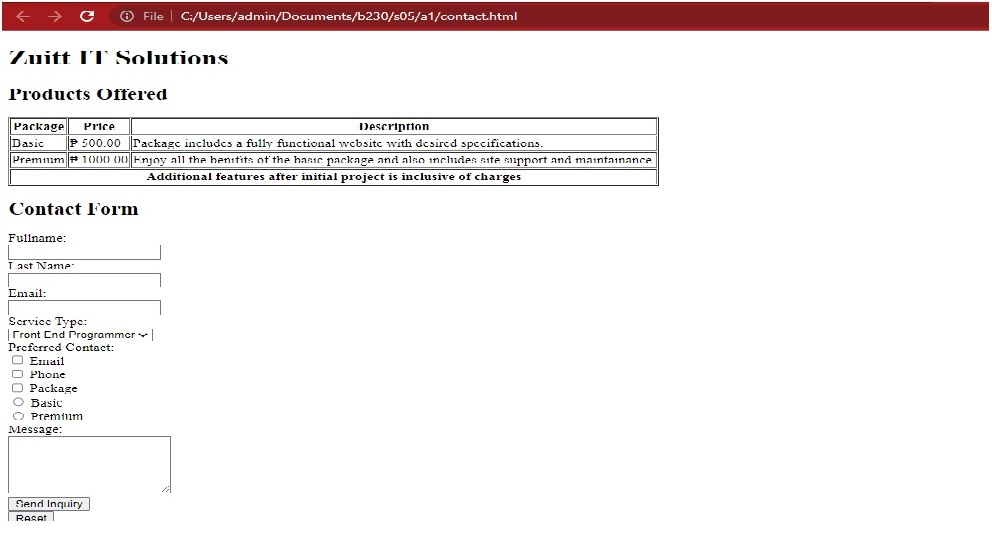 File C:/Users/admin/Documents/b230/s05/a1/contact.html
Zuitt IT Solutions
Products Offered
Package Price Description
Basic ₱ 500.00 Package includes a fully functional website with desired specifications.
Premium ₱ 1000.00 Enjoy all the benifits of the basic package and also includes site support and maintainance
Additional features after initial project is inclusive of charges
Contact Form
Fullname:
Last Name:
Email:
Service Type:
Front End Programmer
Preferred Contact:
Email
Phone
Package
Basic
Premium
Message:
Send Inquiry
Reset